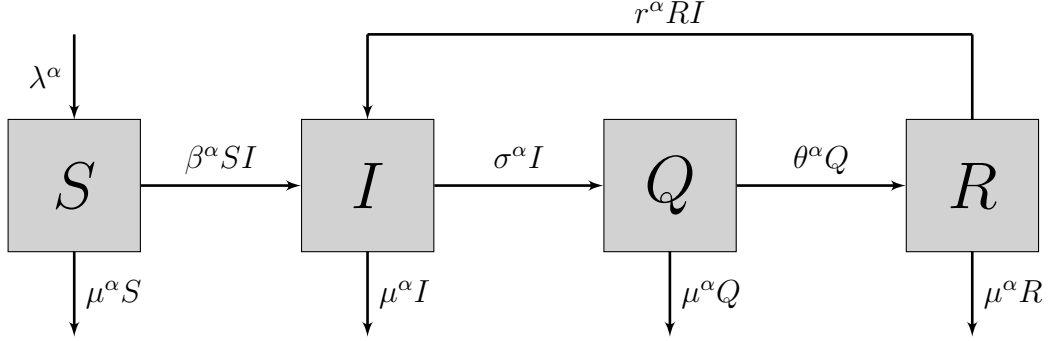 r^α RI
λ^α
S
β^α SI
I
σ^α I
Q
θ^α Q
R
μ^α S
μ^α I
μ^α Q
μ^α R